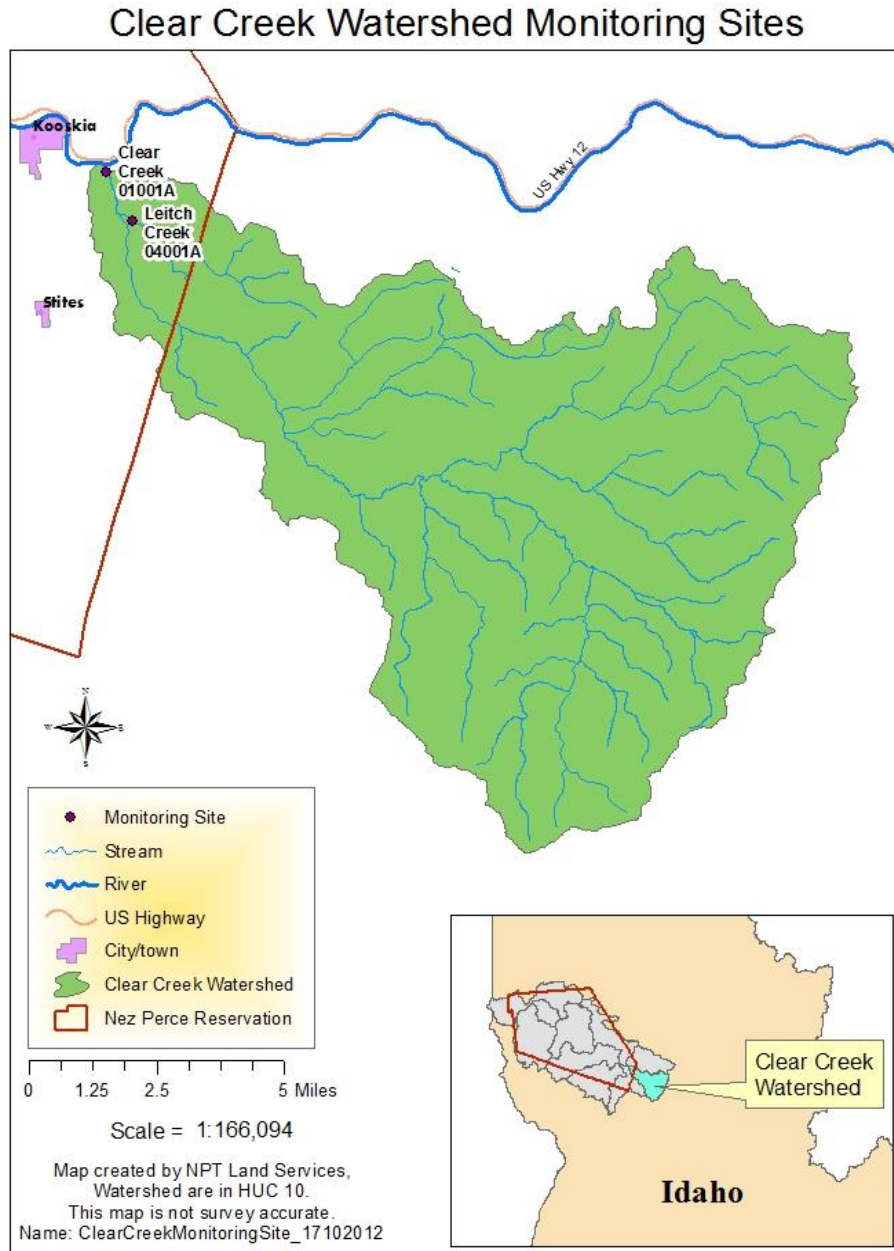 Clear Creek Watershed Monitoring Sites
Kooskia
Clear
Creek
01001A
Leitch
Creek
04001A
US Hwy 12
Stites
N
W
E
S
Monitoring Site
Stream
River
US Highway
City/town
Clear Creek Watershed
Nez Perce Reservation
0 1.25 2.5 5 Miles
Scale = 1:166,094
Map created by NPT Land Services,
Watershed are in HUC 10.
This map is not survey accurate.
Name: ClearCreekMonitoringSite_17102012
Clear Creek
Watershed
Idaho